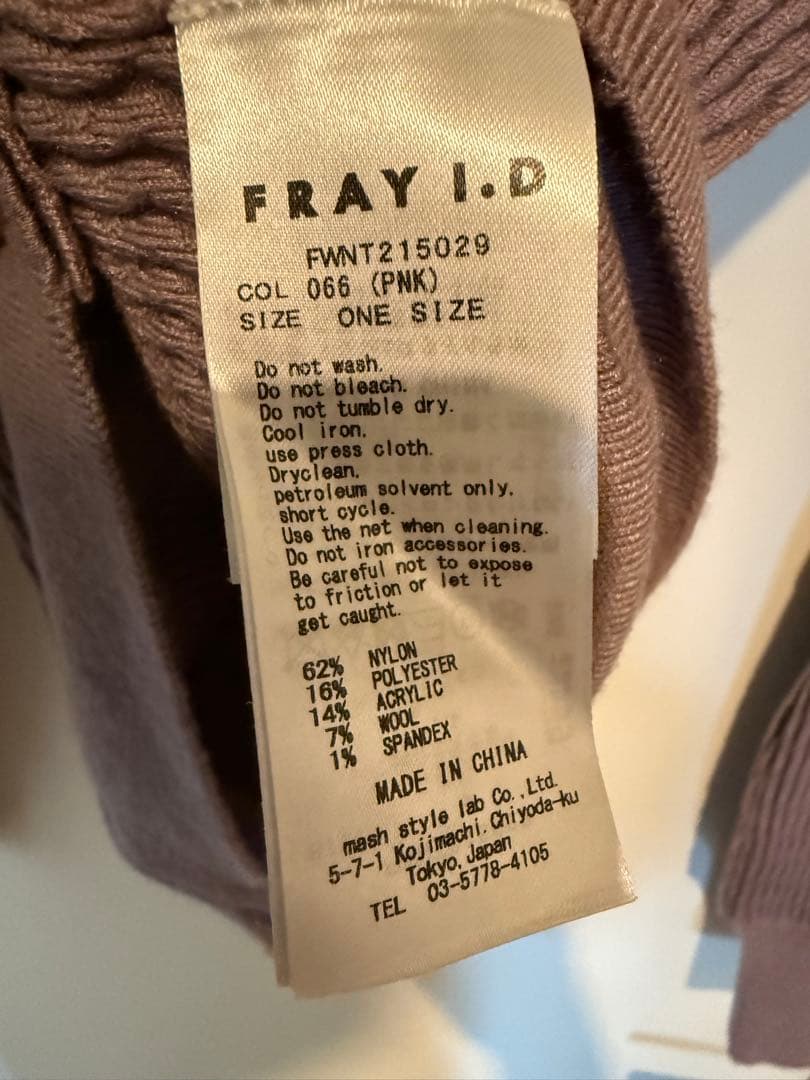 FRAY I.D
FWNT215029
COL 066 (PNK)
SIZE ONE SIZE
Do not wash.
Do not bleach.
Do not tumble dry.
Cool iron.
use press cloth.
Dryclean.
petroleum solvent only.
short cycle.
Use the net when cleaning.
Do not iron accessories.
Be careful not to expose
to friction or let it
get caught.
62% NYLON
16% POLYESTER
14% ACRYLIC
7% WOOL
1% SPANDEX
MADE IN CHINA
mash style lab Co.,Ltd.
5-7-1 Kojimachi.Chiyoda-ku
Tokyo.Japan
TEL 03-5778-4105